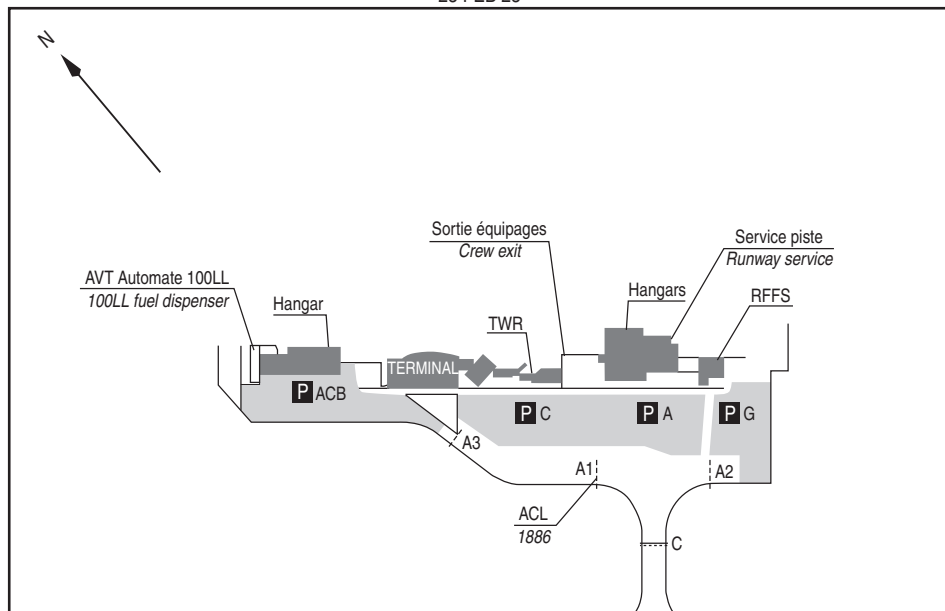 N
Sortie équipages
Crew exit
Service piste
Runway service
AVT Automate 100LL
100LL fuel dispenser
Hangar
Hangars
RFFS
TWR
TERMINAL
P ACB
P C
P A
P G
A3
A1
A2
ACL
1886
C